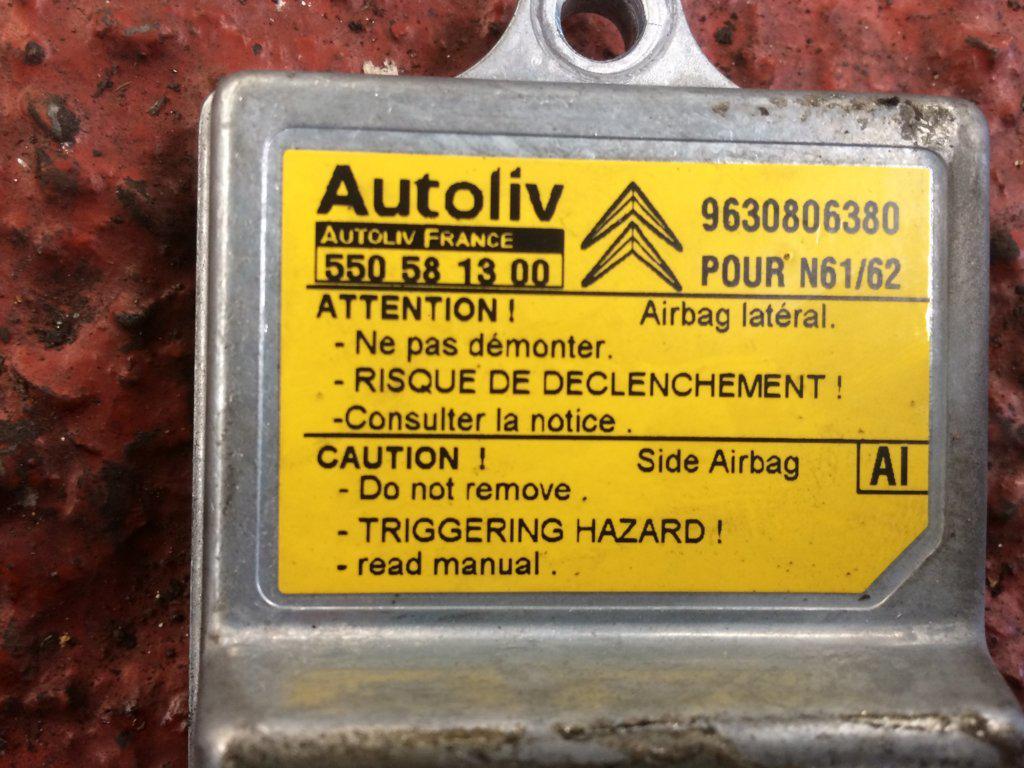 Autoliv
AUTOLIV FRANCE
550 58 13 00
9630806380
POUR N61/62
ATTENTION !
Airbag latéral.
- Ne pas démonter.
- RISQUE DE DECLENCHEMENT !
-Consulter la notice .
CAUTION !
Side Airbag
AI
- Do not remove .
- TRIGGERING HAZARD !
- read manual .